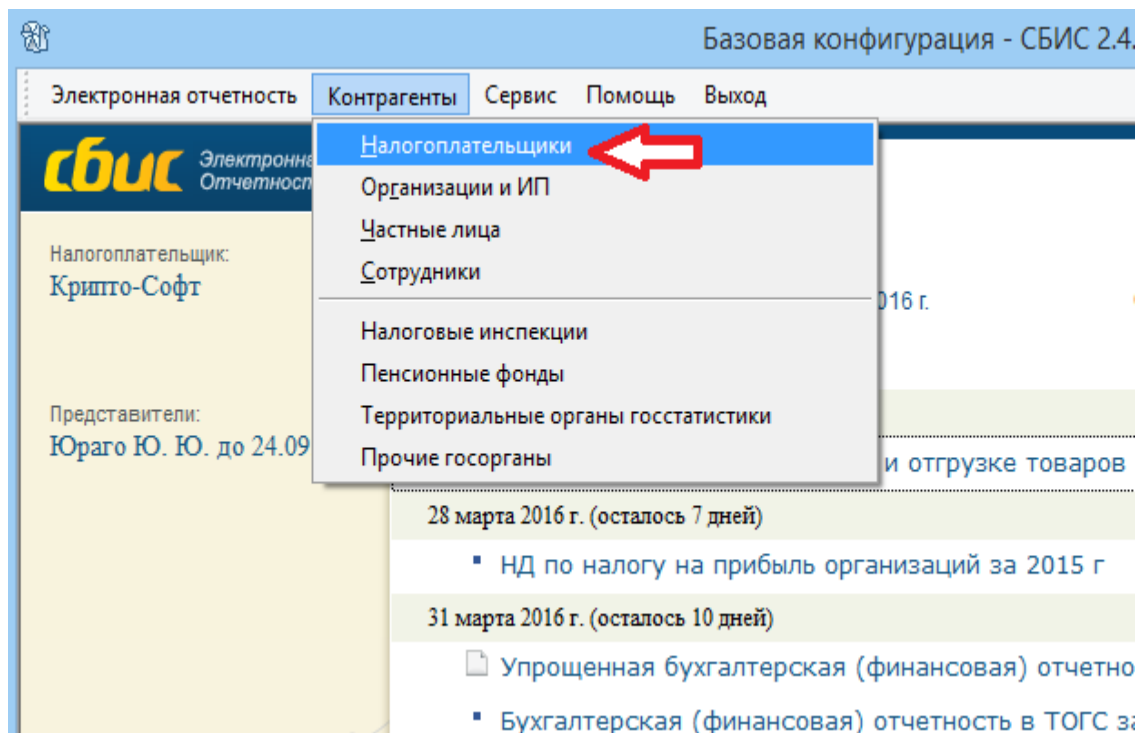 Базовая конфигурация - СБИС 2.4.
Электронная отчетность Контрагенты Сервис Помощь Выход
сбис Электронн
Отчетност
Налогоплательщики
Организации и ИП
Частные лица
Сотрудники
Налоговые инспекции
Пенсионные фонды
Территориальные органы госстатистики
Прочие госорганы
Налогоплательщик:
Крипто-Софт
Представители:
Юраго Ю. Ю. до 24.09
016 г.
и отгрузке товаров
28 марта 2016 г. (осталось 7 дней)
НД по налогу на прибыль организаций за 2015 г
31 марта 2016 г. (осталось 10 дней)
Упрощенная бухгалтерская (финансовая) отчетно
Бухгалтерская (финансовая) отчетность в ТОГС за